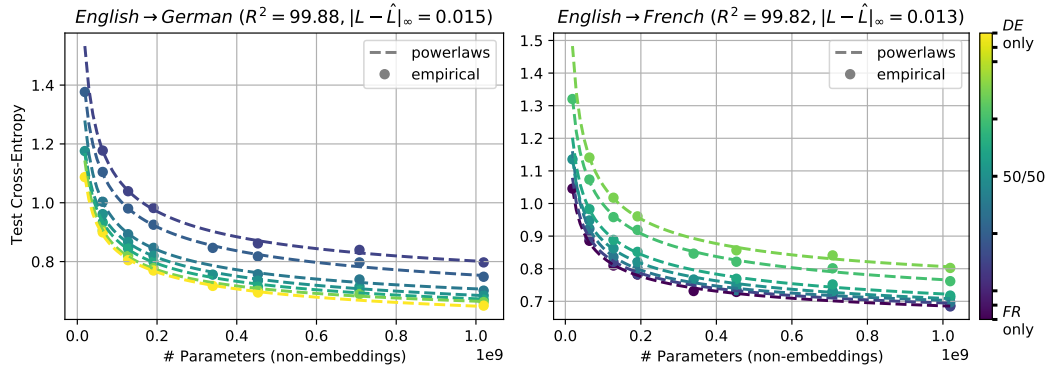 English → German (R² = 99.88, |L − L̂|∞ = 0.015)
English → French (R² = 99.82, |L − L̂|∞ = 0.013)
powerlaws
empirical
powerlaws
empirical
Test Cross-Entropy
1.4
1.2
1.0
0.8
0.0
0.2
0.4
0.6
0.8
1.0
1e9
# Parameters (non-embeddings)
1.5
1.4
1.3
1.2
1.1
1.0
0.9
0.8
0.7
0.0
0.2
0.4
0.6
0.8
1.0
1e9
# Parameters (non-embeddings)
DE
only
50/50
FR
only